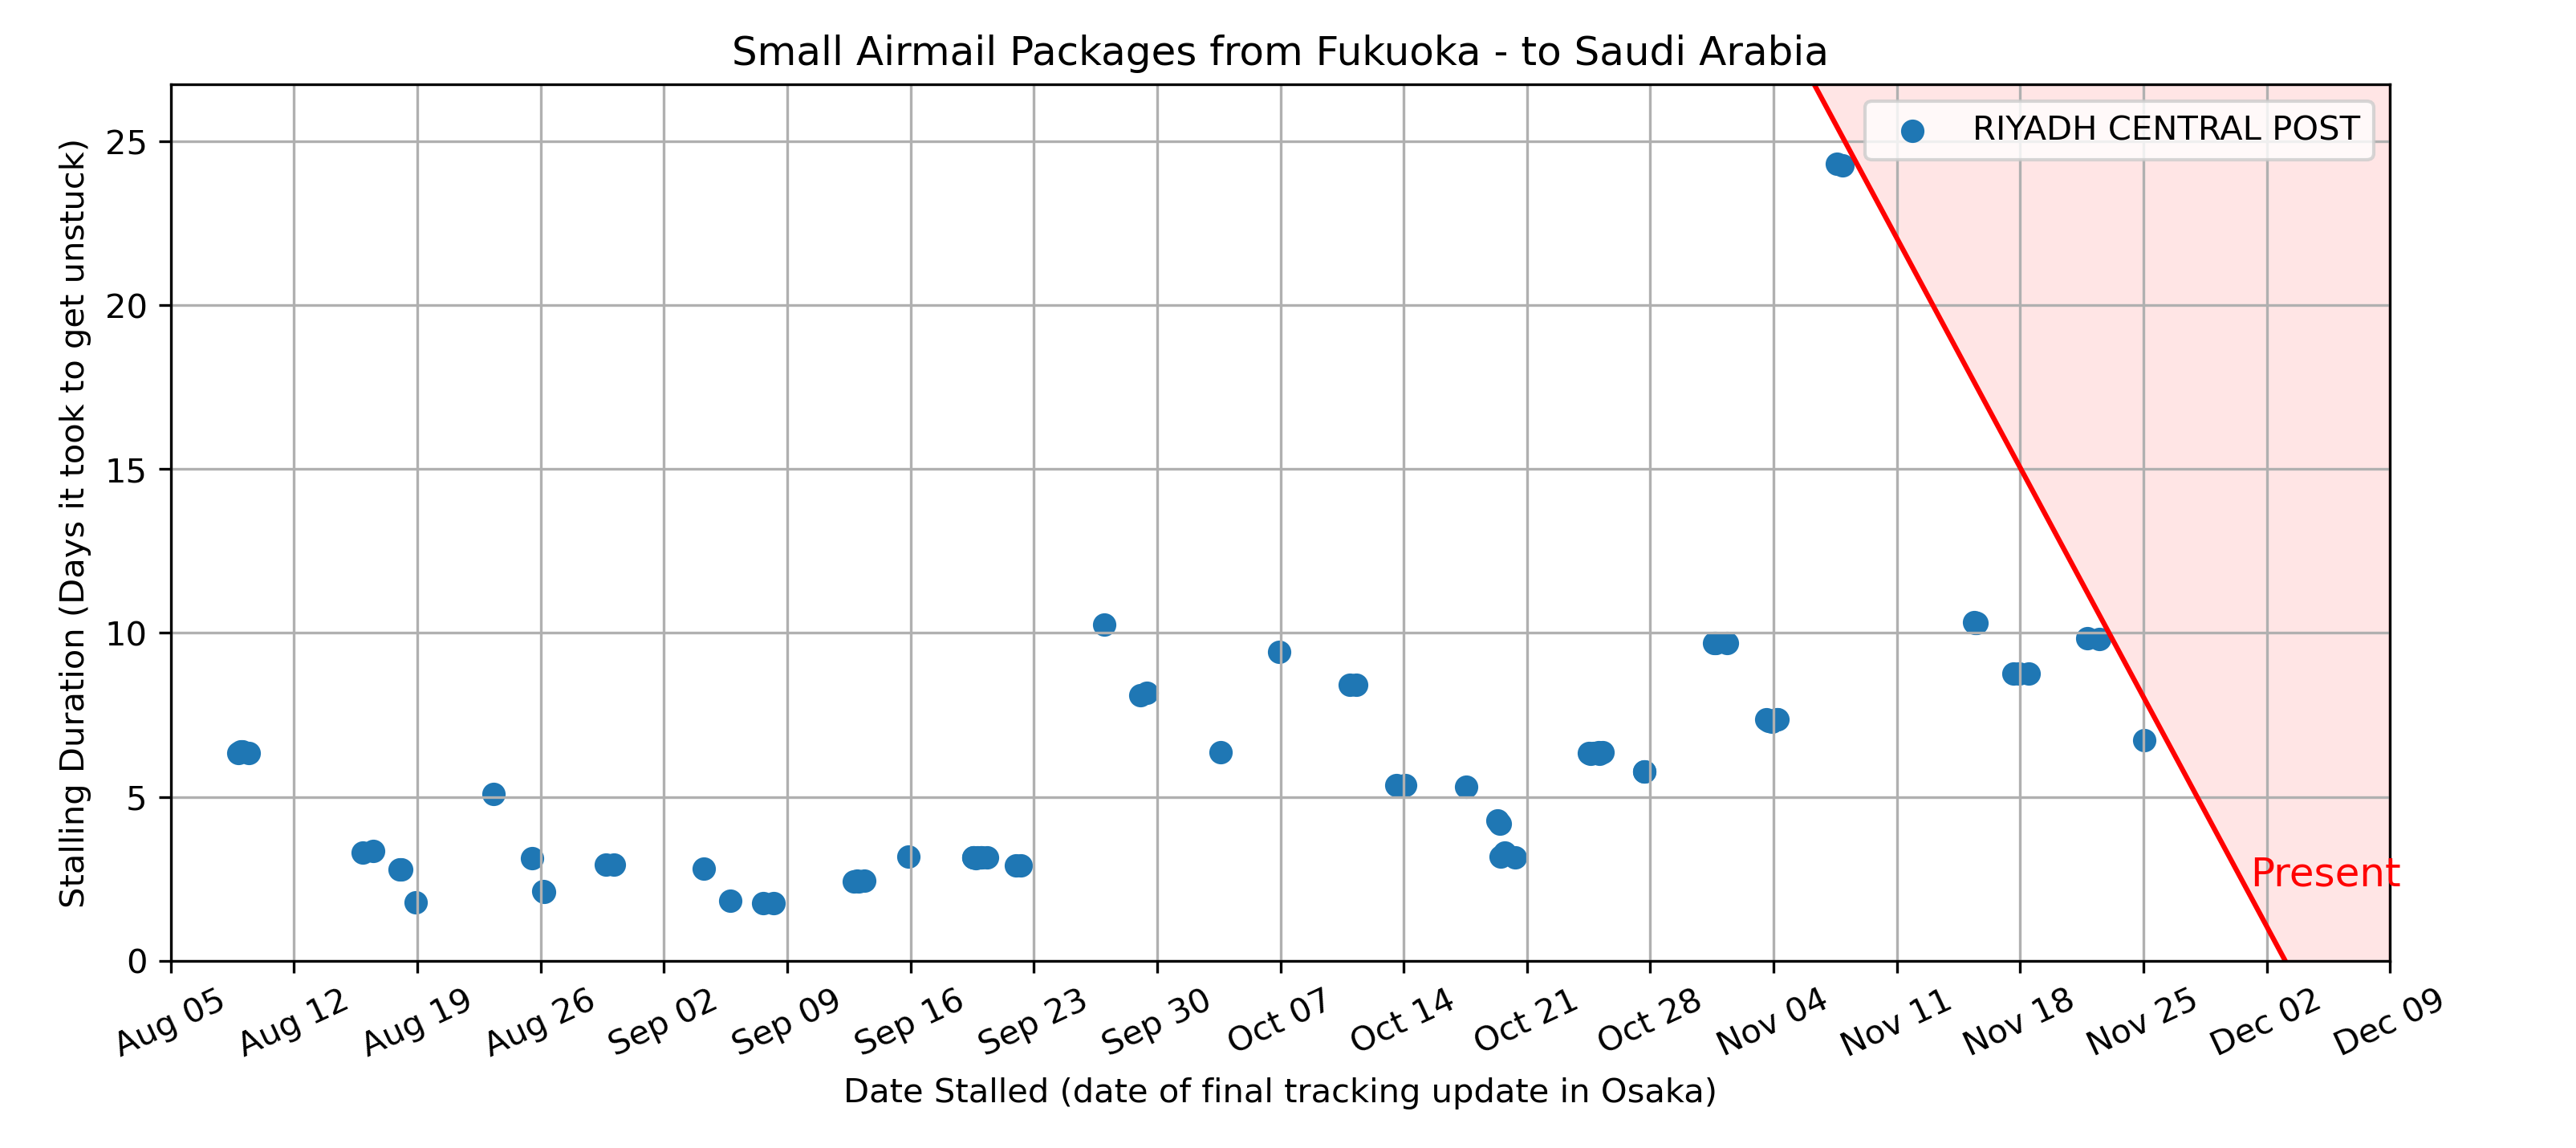 Small Airmail Packages from Fukuoka - to Saudi Arabia
RIYADH CENTRAL POST
Stalling Duration (Days it took to get unstuck)
25
20
15
10
5
0
Present
Aug 05
Aug 12
Aug 19
Aug 26
Sep 02
Sep 09
Sep 16
Sep 23
Sep 30
Oct 07
Oct 14
Oct 21
Oct 28
Nov 04
Nov 11
Nov 18
Nov 25
Dec 02
Dec 09
Date Stalled (date of final tracking update in Osaka)